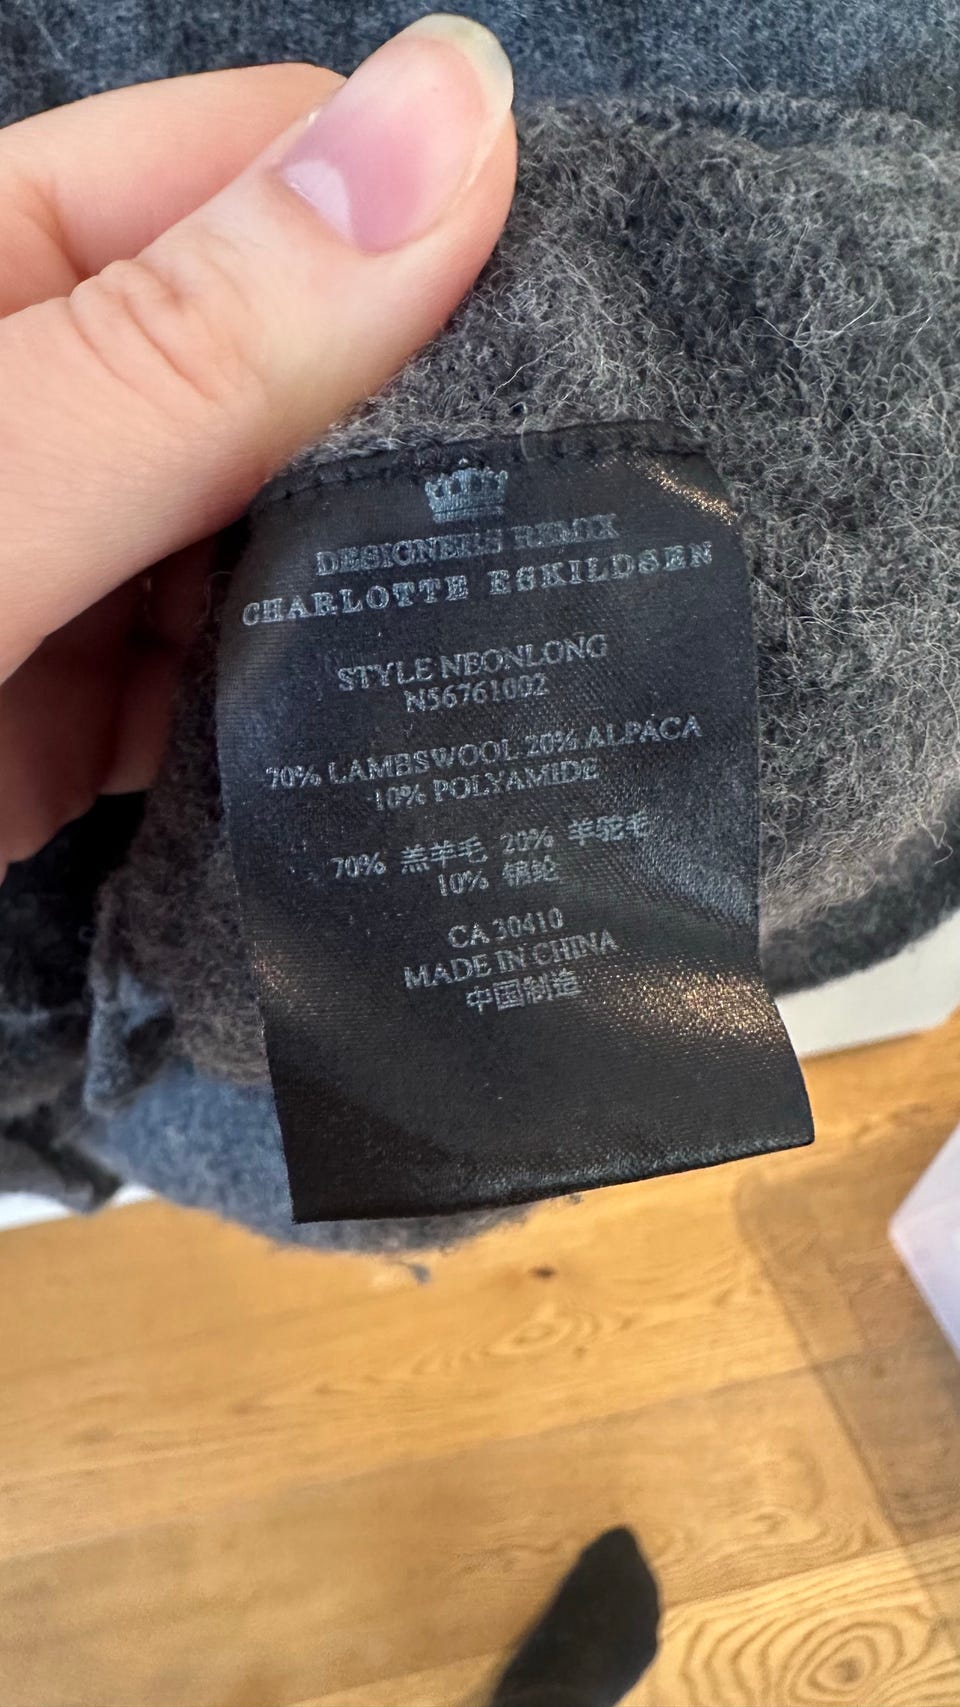 DESIGNERS REMIX
CHARLOTTE ESKILDSEN
STYLE NEONLONG
N56761002
70% LAMBSWOOL 20% ALPACA
10% POLYAMIDE
70% 羔羊毛 20% 羊驼毛
10% 锦纶
CA 30410
MADE IN CHINA
中国制造